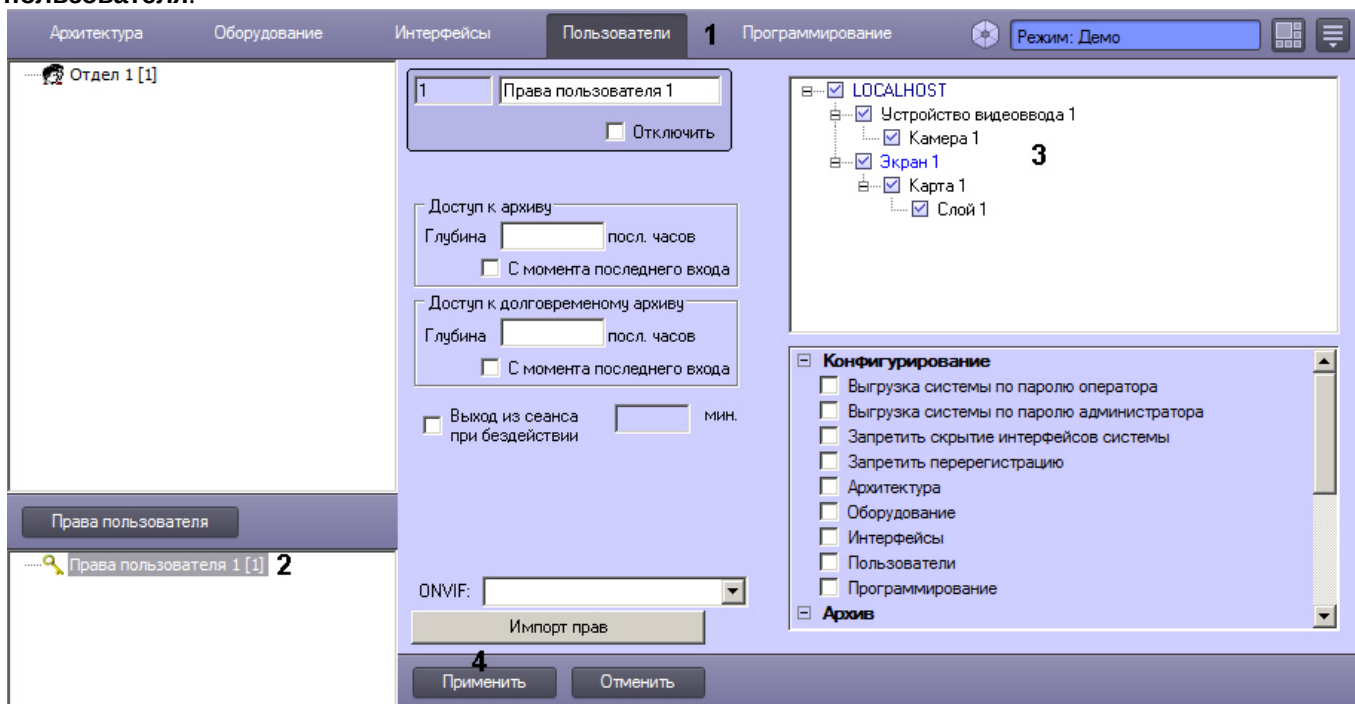 пользователя.
Архитектура Оборудование Интерфейсы Пользователи 1 Программирование Режим: Демо
Отдел 1 [1]
1 Права пользователя 1
Отключить
Доступ к архиву
Глубина посл. часов
С момента последнего входа
Доступ к долговременому архиву
Глубина посл. часов
С момента последнего входа
Выход из сеанса при бездействии мин.
ONVIF:
Импорт прав
4
Применить Отменить
LOCALHOST
Устройство видеоввода 1
Камера 1
3
Экран 1
Карта 1
Слой 1
Конфигурирование
Выгрузка системы по паролю оператора
Выгрузка системы по паролю администратора
Запретить скрытие интерфейсов системы
Запретить перерегистрацию
Архитектура
Оборудование
Интерфейсы
Пользователи
Программирование
Архив
Права пользователя
Права пользователя 1 [1] 2